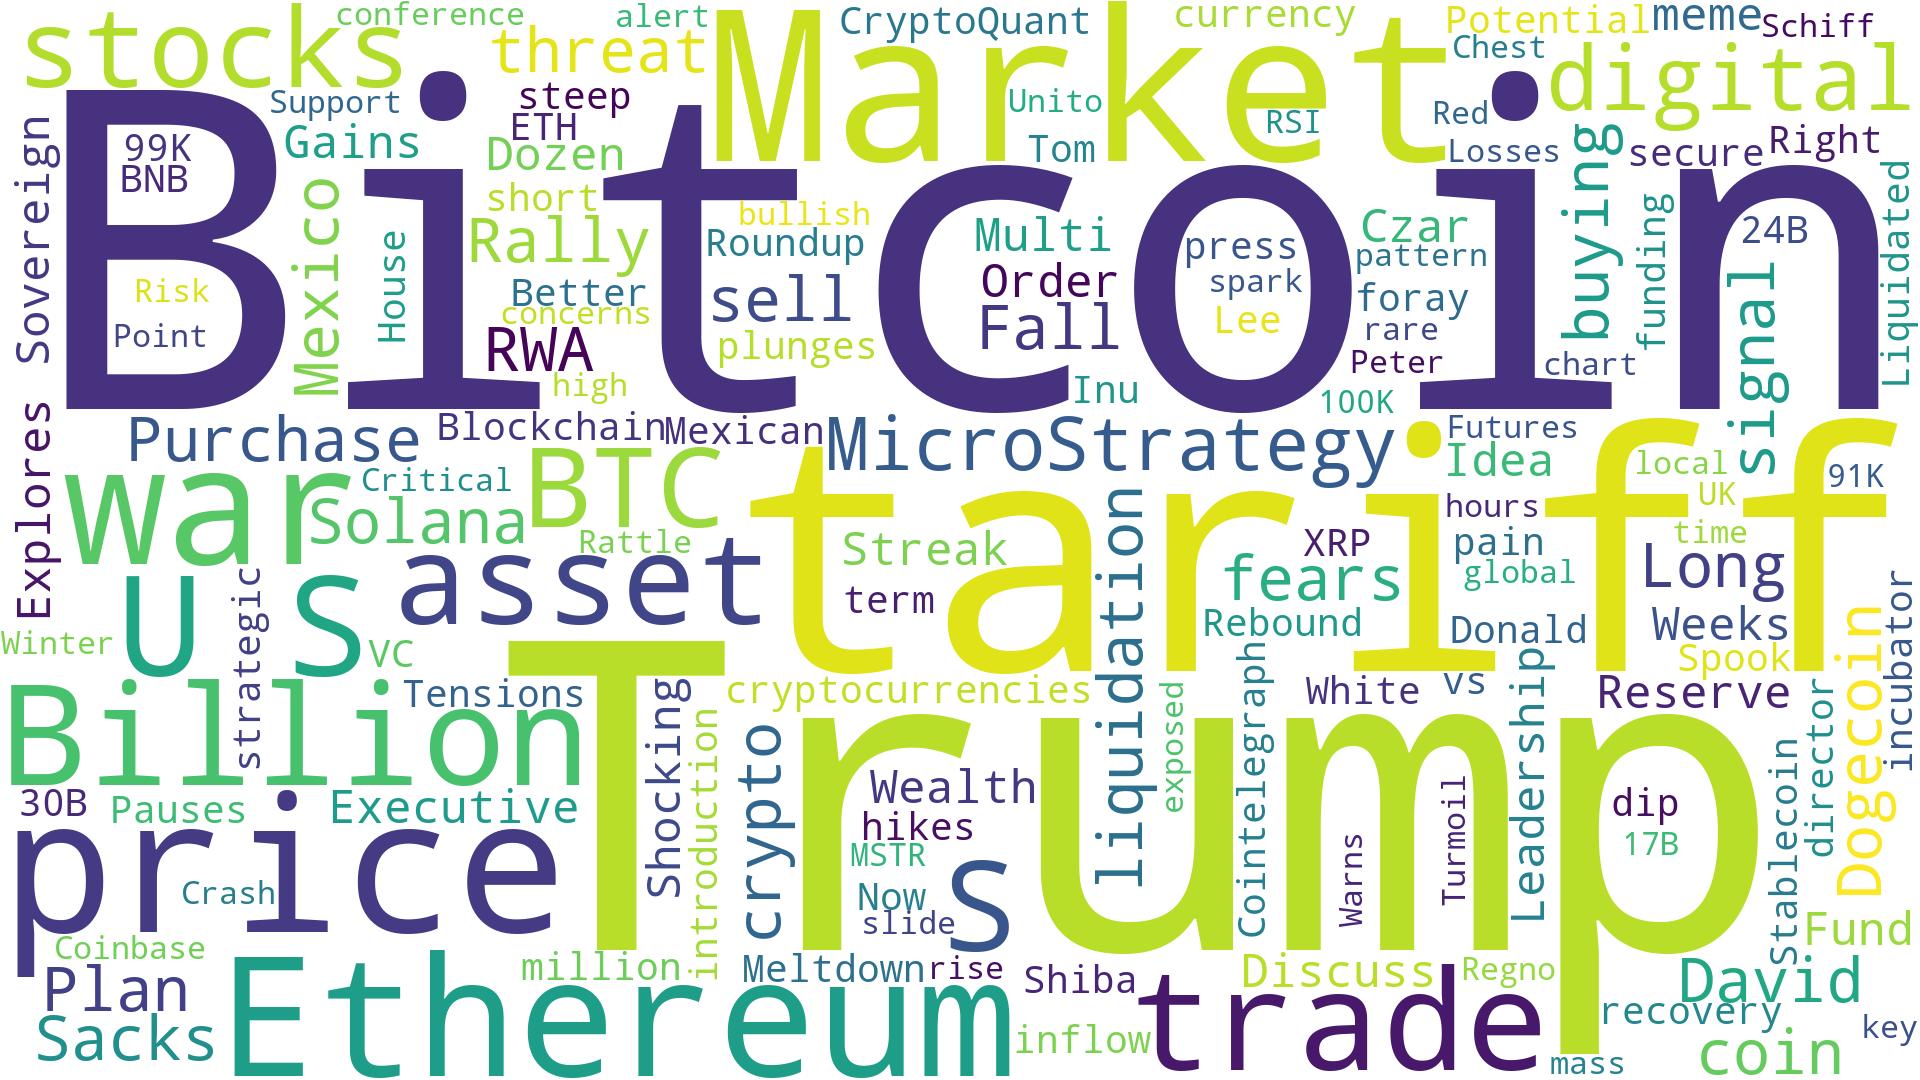 stocks
conference
alert
threat
Market
CryptoQuant
currency
Potential
meme
Schiff
Chest
digital
Bitcoin
Support
steep
ETH
Gains
Dozen
Unito
RSI
Tom
Red
Losses
secure
Right
buying
Sovereign
99K
BNB
Mexico
House
short
Rally
bullish
Roundup
Multi
Order
press
spark
Lee
Czar
pattern
foray
rare
Peter
funding
24B
signal
Liquidated
Risk
Point
Better
concerns
RWA
high
sell
plunges
Fall
Inu
100K
chart
Explores
Purchase
Blockchain
Mexican
MicroStrategy
Futures
Idea
local
UK
time
91K
war
Critical
Solana
BTC
Rattle
tariff
Streak
term
liquidation
XRP
fears
hours
pain
global
Long
Rebound
Donald
Weeks
Spook
Dogecoin
incubator
asset
U S
strategic
Winter
VC
Billion
Tensions
Trump
Shocking
introduction
cryptocurrencies
crypto
exposed
Cointelegraph
White
vs
Leadership
Reserve
director
Stablecoin
30B
Pauses
Executive
price
Crash
Wealth
hikes
MSTR
Now
slide
S
Warns
Turmoil
dip
17B
Fund
Coinbase
Plan
Sacks
Ethereum
million
Meltdown
rise
Shiba
inflow
trade
Discuss
Regno
David
recovery
key
mass
coin